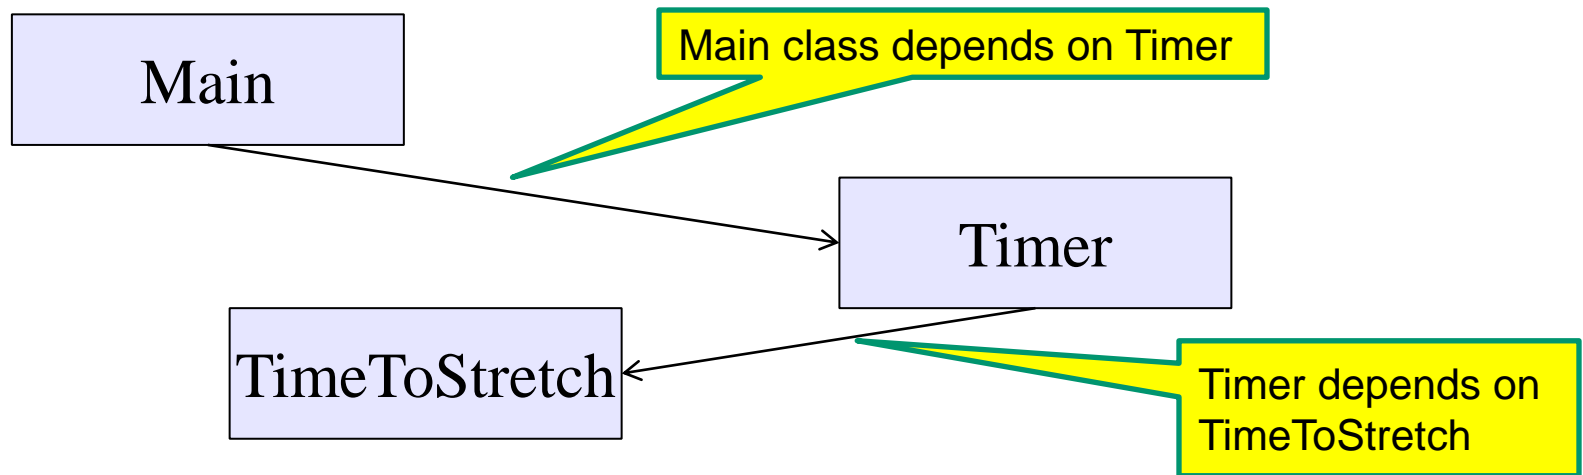 Main
Main class depends on Timer
Timer
TimeToStretch
Timer depends on
TimeToStretch